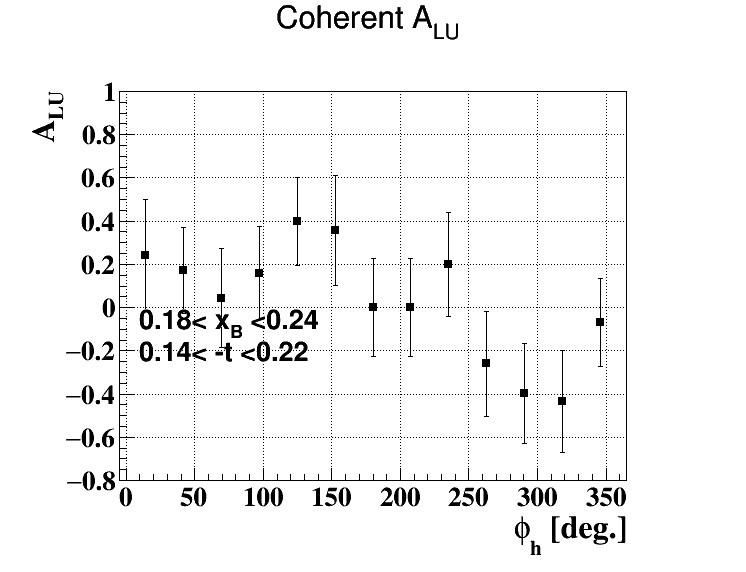 Coherent A_LU
A_LU
1
0.8
0.6
0.4
0.2
0
−0.2
−0.4
−0.6
−0.8
0.18< x_B <0.24
0.14< -t <0.22
0 50 100 150 200 250 300 350
ϕ_h [deg.]